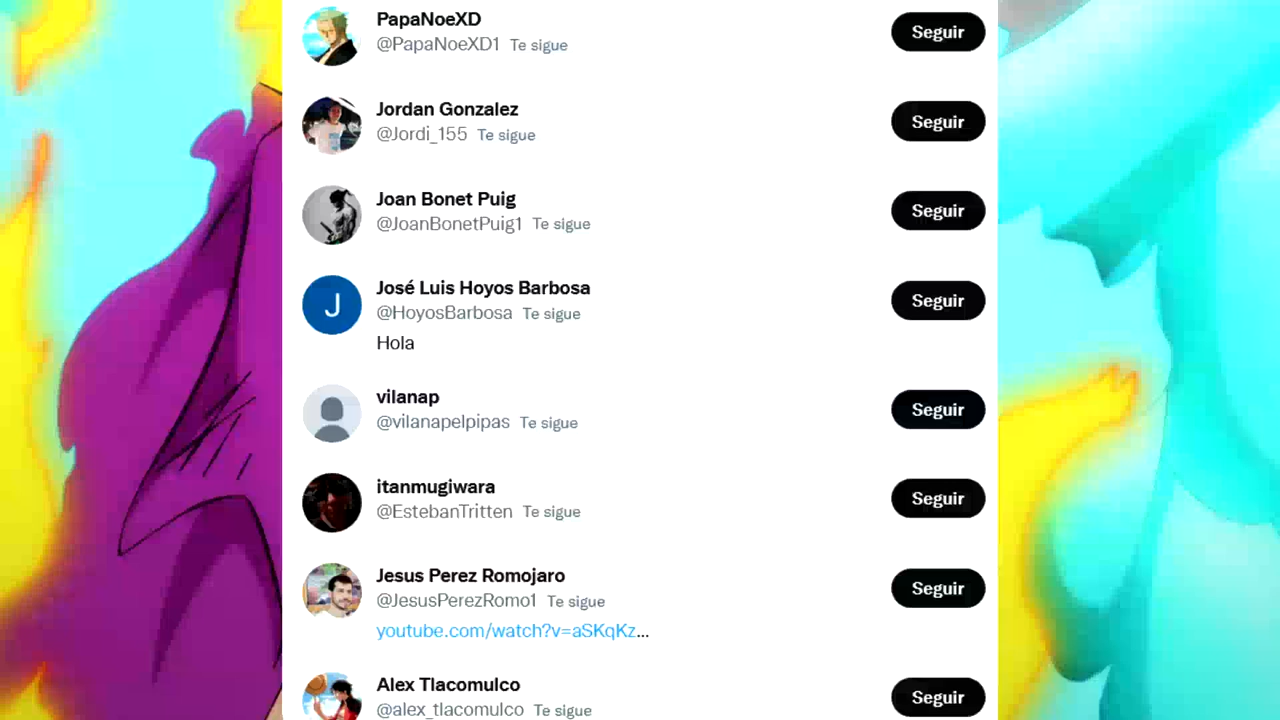 PapaNoeXD
@PapaNoeXD1 Te sigue
Seguir
Jordan Gonzalez
@Jordi_155 Te sigue
Seguir
Joan Bonet Puig
@JoanBonetPuig1 Te sigue
Seguir
J
José Luis Hoyos Barbosa
@HoyosBarbosa Te sigue
Hola
Seguir
vilanap
@vilanapelpipas Te sigue
Seguir
itanmugiwara
@EstebanTritten Te sigue
Seguir
Jesus Perez Romojaro
@JesusPerezRomo1 Te sigue
youtube.com/watch?v=aSKqKz...
Seguir
Alex Tlacomulco
@alex_tlacomulco Te sigue
Seguir